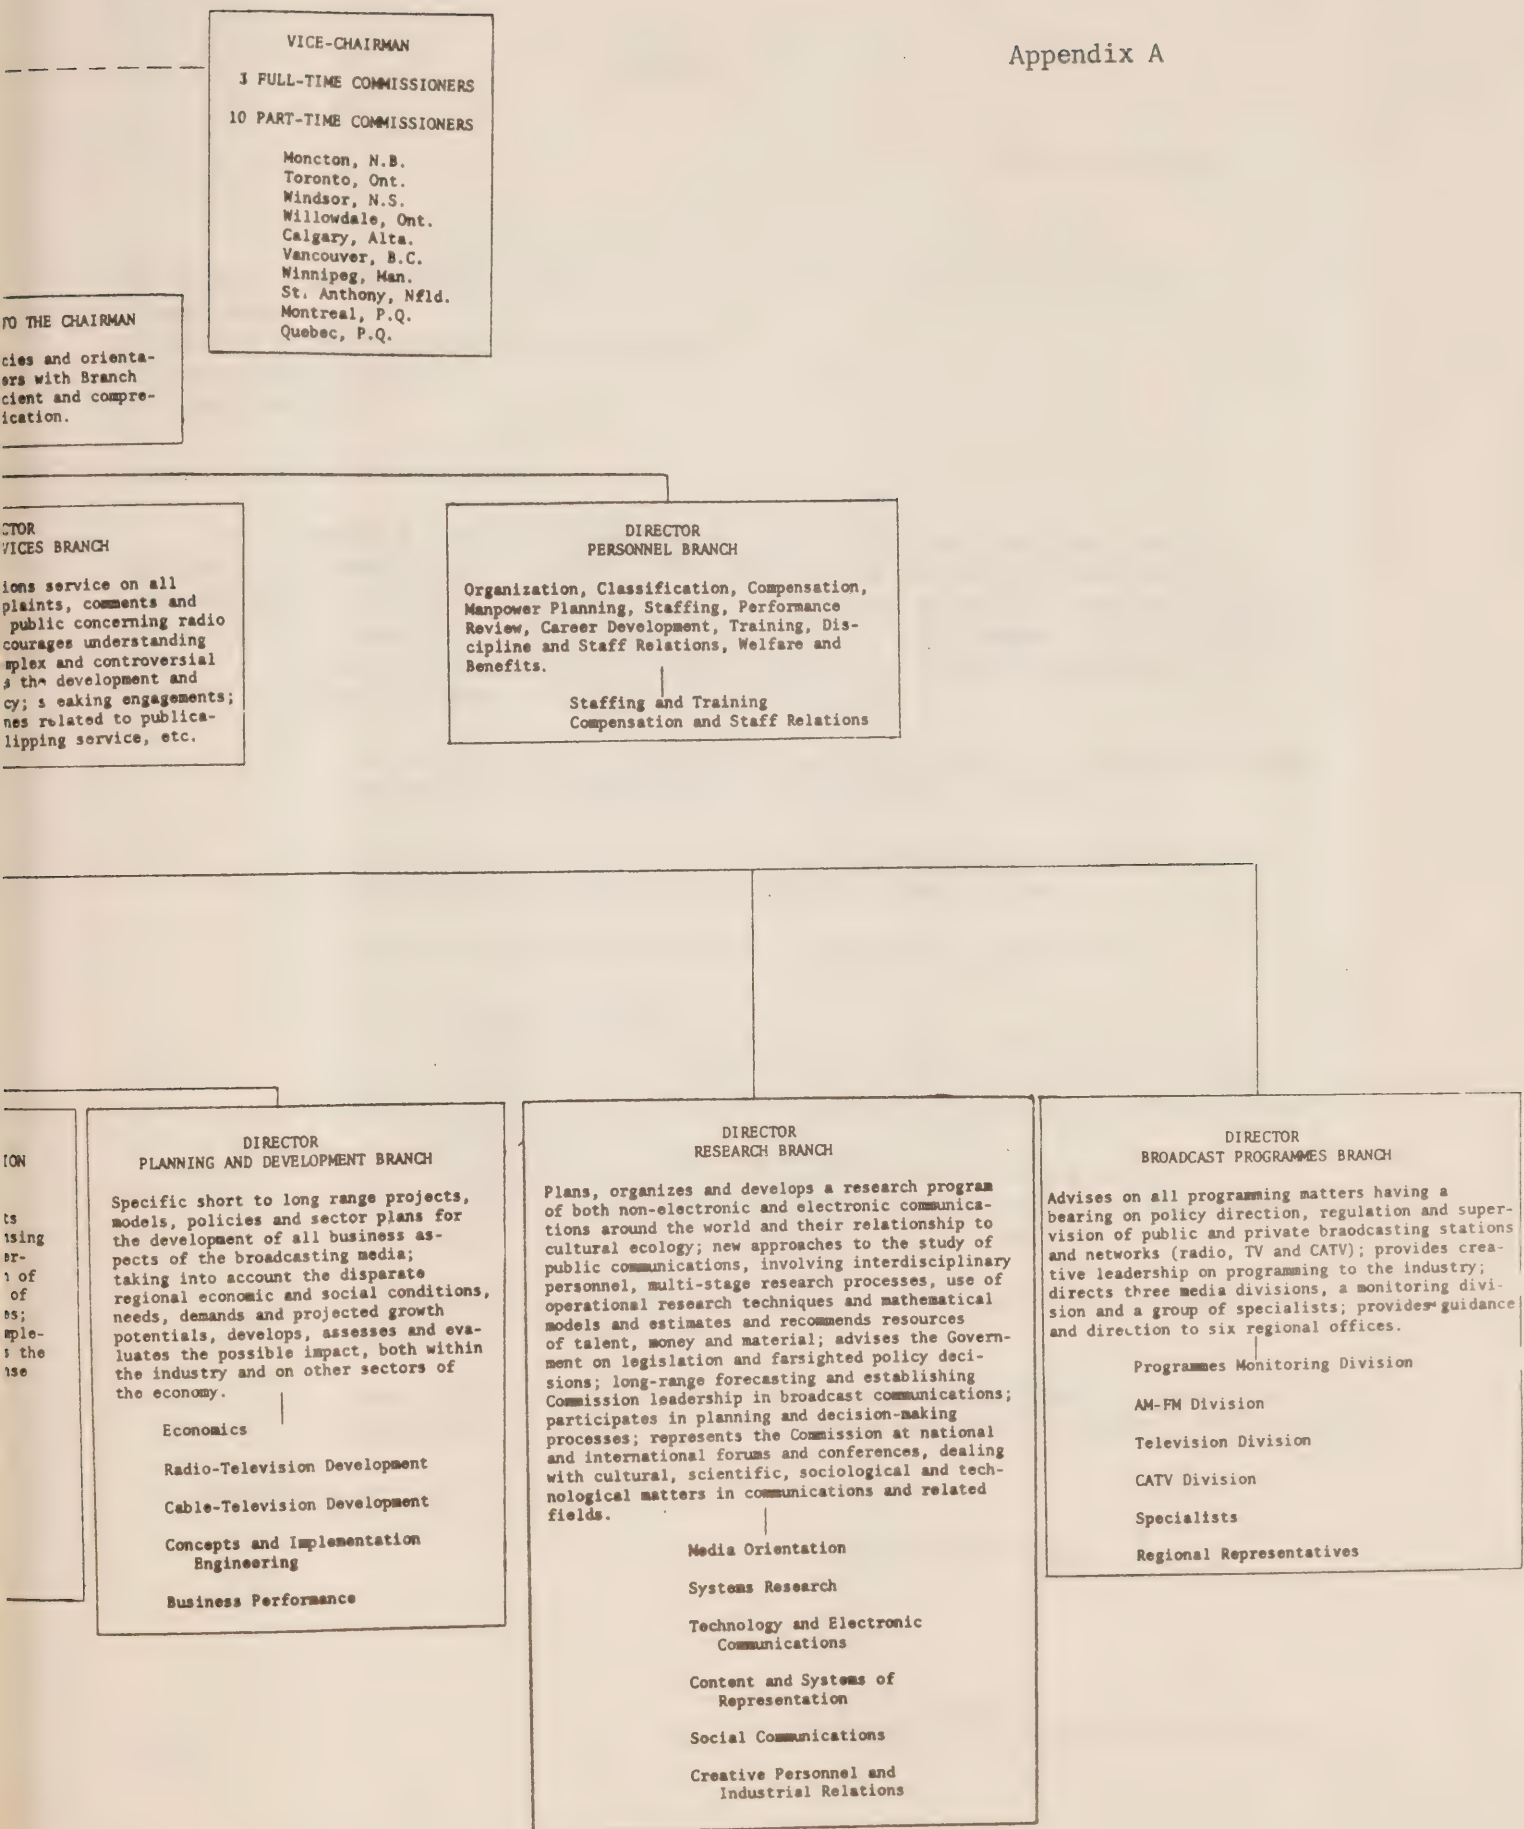 Appendix A
VICE-CHAIRMAN
3 FULL-TIME COMMISSIONERS
10 PART-TIME COMMISSIONERS
Moncton, N.B.
Toronto, Ont.
Windsor, N.S.
Willowdale, Ont.
Calgary, Alta.
Vancouver, B.C.
Winnipeg, Man.
St. Anthony, Nfld.
Montreal, P.Q.
Quebec, P.Q.
TO THE CHAIRMAN
cies and orienta-
ers with Branch
cient and compre-
ication.
CTOR
VICES BRANCH
ions service on all
plaints, comments and
public concerning radio
courages understanding
mplex and controversial
s the development and
cy; s eaking engagements;
nes related to publica-
lipping service, etc.
DIRECTOR
PERSONNEL BRANCH
Organization, Classification, Compensation,
Manpower Planning, Staffing, Performance
Review, Career Development, Training, Dis-
cipline and Staff Relations, Welfare and
Benefits.
Staffing and Training
Compensation and Staff Relations
ION
ts
sing
er-
n of
of
es;
mple-
s the
nse
DIRECTOR
PLANNING AND DEVELOPMENT BRANCH
Specific short to long range projects,
models, policies and sector plans for
the development of all business as-
pects of the broadcasting media;
taking into account the disparate
regional economic and social conditions,
needs, demands and projected growth
potentials, develops, assesses and eva-
luates the possible impact, both within
the industry and on other sectors of
the economy.
Economics
Radio-Television Development
Cable-Television Development
Concepts and Implementation
Engineering
Business Performance
DIRECTOR
RESEARCH BRANCH
Plans, organizes and develops a research program
of both non-electronic and electronic communica-
tions around the world and their relationship to
cultural ecology; new approaches to the study of
public communications, involving interdisciplinary
personnel, multi-stage research processes, use of
operational research techniques and mathematical
models and estimates and recommends resources
of talent, money and material; advises the Govern-
ment on legislation and farsighted policy deci-
sions; long-range forecasting and establishing
Commission leadership in broadcast communications;
participates in planning and decision-making
processes; represents the Commission at national
and international forums and conferences, dealing
with cultural, scientific, sociological and tech-
nological matters in communications and related
fields.
Media Orientation
Systems Research
Technology and Electronic
Communications
Content and Systems of
Representation
Social Communications
Creative Personnel and
Industrial Relations
DIRECTOR
BROADCAST PROGRAMMES BRANCH
Advises on all programming matters having a
bearing on policy direction, regulation and super-
vision of public and private braodcasting stations
and networks (radio, TV and CATV); provides crea-
tive leadership on programming to the industry;
directs three media divisions, a monitoring divi-
sion and a group of specialists; provides guidance
and direction to six regional offices.
Programmes Monitoring Division
AM-FM Division
Television Division
CATV Division
Specialists
Regional Representatives